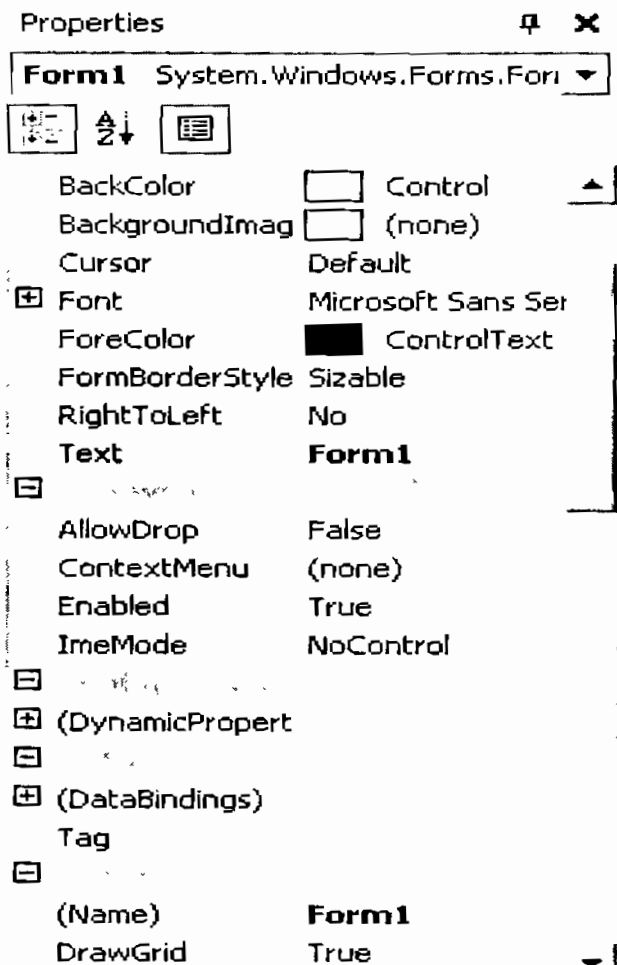 Properties
Form1 System.Windows.Forms.For
BackColor Control
BackgroundImag (none)
Cursor Default
Font Microsoft Sans Ser
ForeColor ControlText
FormBorderStyle Sizable
RightToLeft No
Text Form1
AllowDrop False
ContextMenu (none)
Enabled True
ImeMode NoControl
(DynamicPropert
(DataBindings)
Tag
(Name) Form1
DrawGrid True